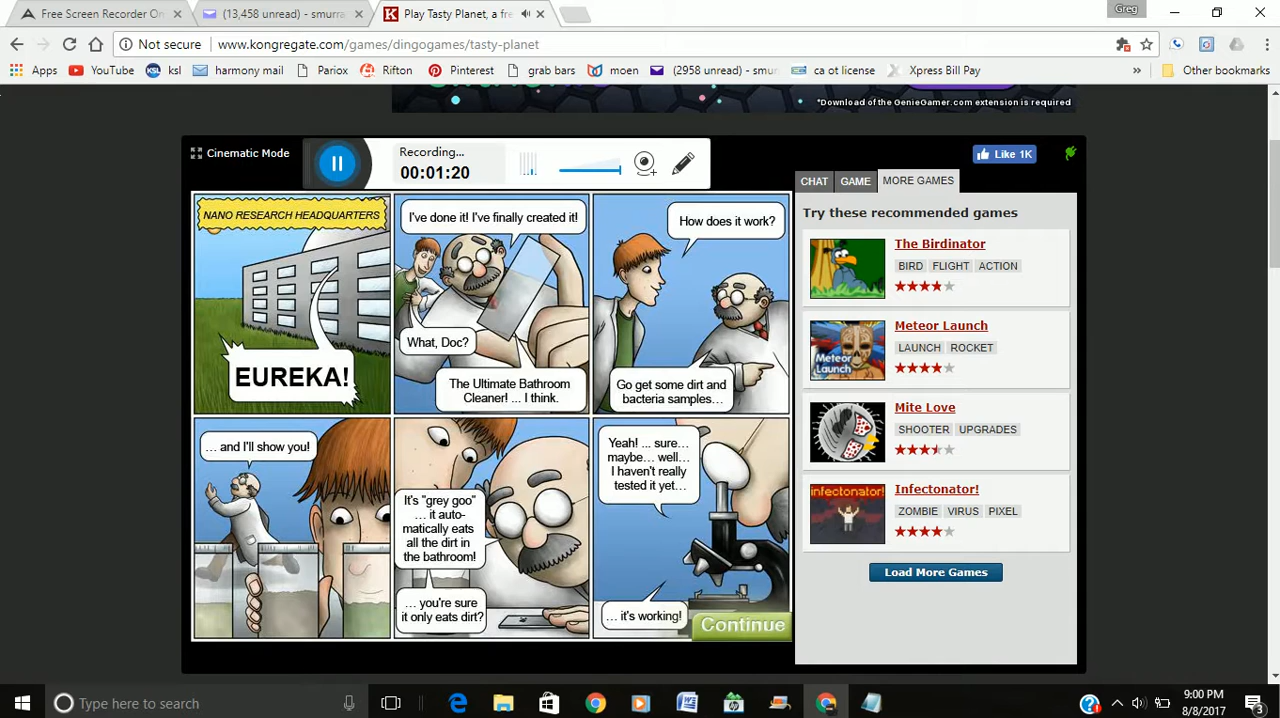 Free Screen Recorder On
(13,458 unread) - smurra
Play Tasty Planet, a fre
Greg
Not secure
www.kongregate.com/games/dingogames/tasty-planet
Apps
YouTube
ksl
harmony mail
Pariox
Rifton
Pinterest
grab bars
moen
(2958 unread) - smur
ca ot license
Xpress Bill Pay
»
Other bookmarks
*Download of the GenieGamer.com extension is required
Cinematic Mode
Recording...
00:01:20
Like 1K
CHAT
GAME
MORE GAMES
NANO RESEARCH HEADQUARTERS
EUREKA!
I've done it! I've finally created it!
What, Doc?
The Ultimate Bathroom
Cleaner! ... I think.
How does it work?
Go get some dirt and
bacteria samples...
... and I'll show you!
It's "grey goo"
... it auto-
matically eats
all the dirt in
the bathroom!
... you're sure
it only eats dirt?
Yeah! ... sure...
maybe... well...
I haven't really
tested it yet...
... it's working!
Continue
Try these recommended games
The Birdinator
BIRD
FLIGHT
ACTION
Meteor Launch
LAUNCH
ROCKET
Meteor
Launch
Mite Love
SHOOTER
UPGRADES
Infectonator!
infectonator!
ZOMBIE
VIRUS
PIXEL
Load More Games
Type here to search
9:00 PM
8/8/2017
3